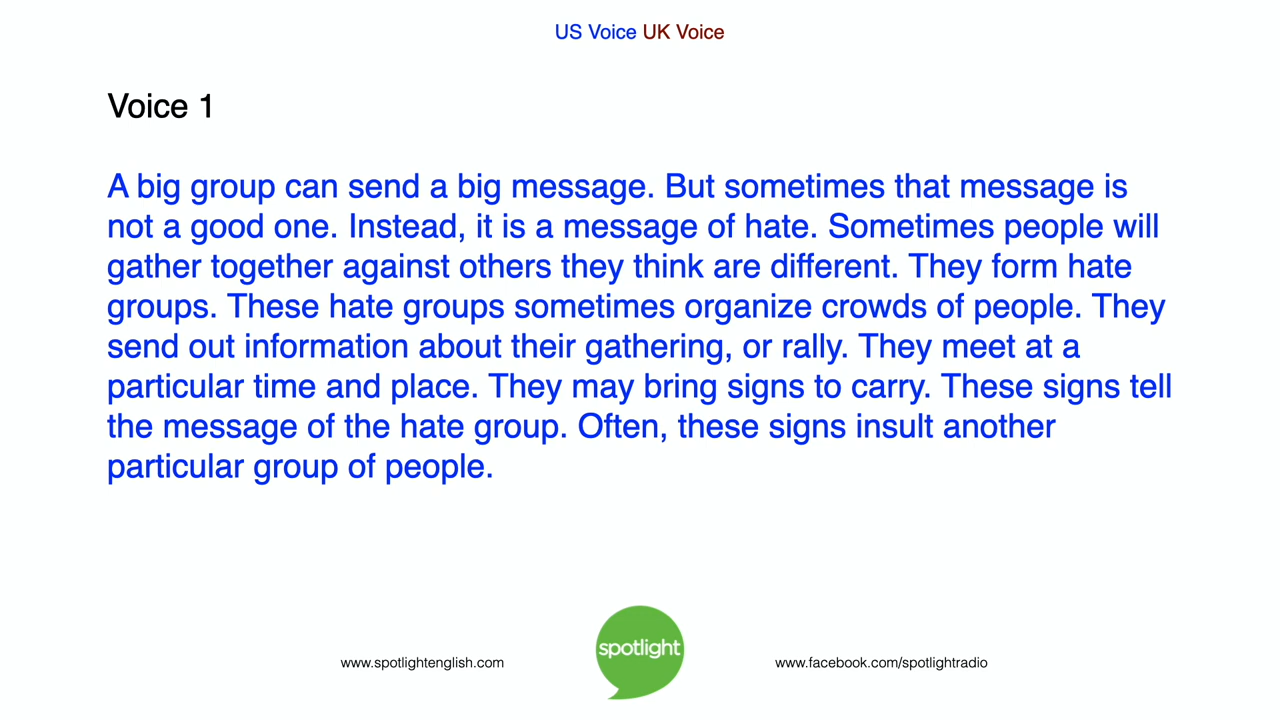 US Voice UK Voice
Voice 1
A big group can send a big message. But sometimes that message is
not a good one. Instead, it is a message of hate. Sometimes people will
gather together against others they think are different. They form hate
groups. These hate groups sometimes organize crowds of people. They
send out information about their gathering, or rally. They meet at a
particular time and place. They may bring signs to carry. These signs tell
the message of the hate group. Often, these signs insult another
particular group of people.
www.spotlightenglish.com
spotlight
www.facebook.com/spotlightradio